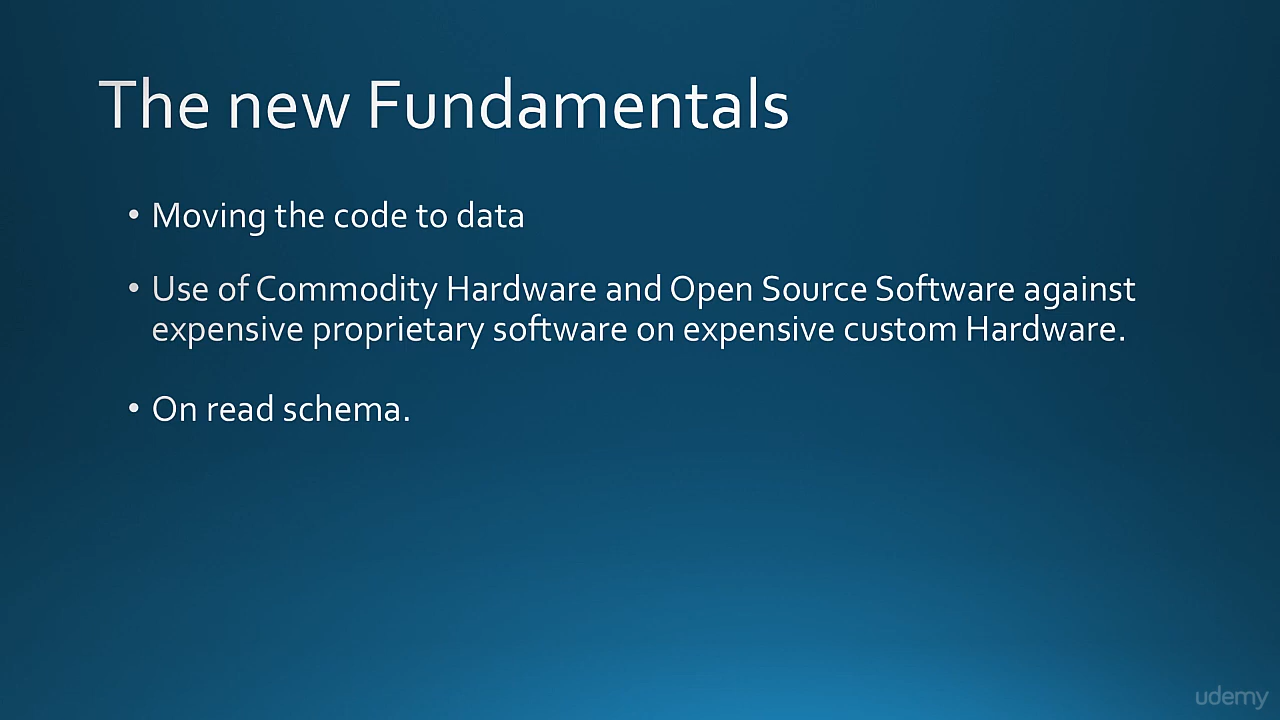 The new Fundamentals
• Moving the code to data
• Use of Commodity Hardware and Open Source Software against
expensive proprietary software on expensive custom Hardware.
• On read schema.
udemy